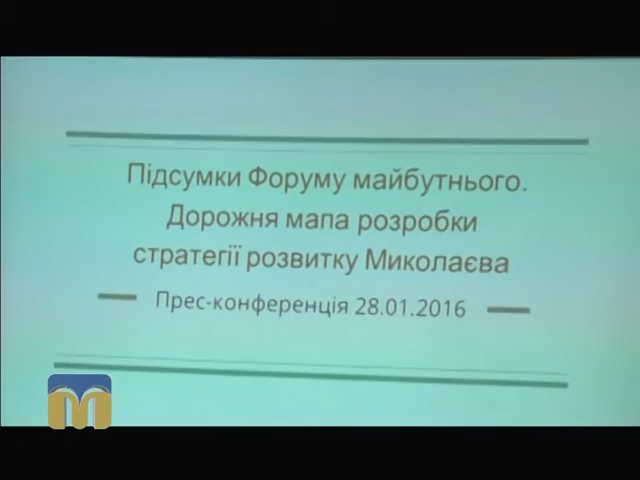 Підсумки Форуму майбутнього.
Дорожня мапа розробки
стратегії розвитку Миколаєва
Прес-конференція 28.01.2016